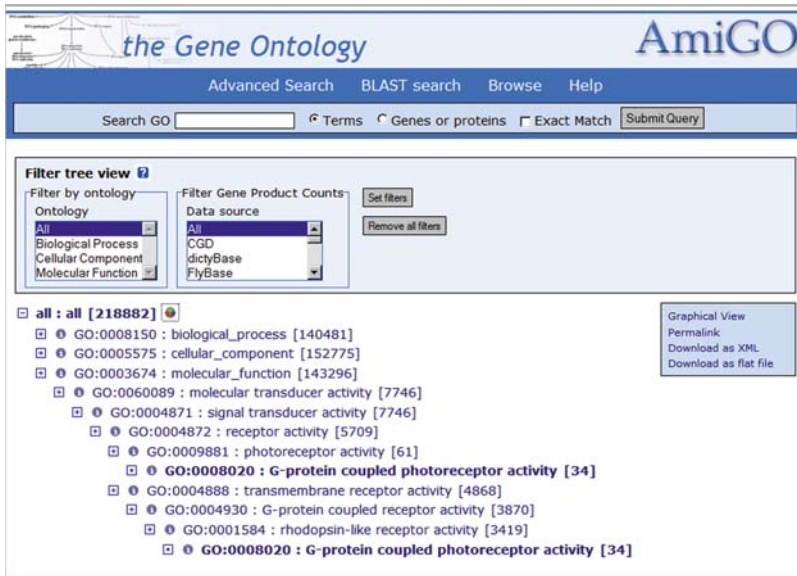 the Gene Ontology
AmiGO
Advanced Search BLAST search Browse Help
Search GO Terms Genes or proteins Exact Match Submit Query
Filter tree view ?
Filter by ontology
Ontology
All
Biological Process
Cellular Component
Molecular Function
Filter Gene Product Counts
Data source
All
CGD
dictyBase
FlyBase
Set filters
Remove all filters
all : all [218882]
GO:0008150 : biological_process [140481]
GO:0005575 : cellular_component [152775]
GO:0003674 : molecular_function [143296]
GO:0060089 : molecular transducer activity [7746]
GO:0004871 : signal transducer activity [7746]
GO:0004872 : receptor activity [5709]
GO:0009881 : photoreceptor activity [61]
GO:0008020 : G-protein coupled photoreceptor activity [34]
GO:0004888 : transmembrane receptor activity [4868]
GO:0004930 : G-protein coupled receptor activity [3870]
GO:0001584 : rhodopsin-like receptor activity [3419]
GO:0008020 : G-protein coupled photoreceptor activity [34]
Graphical View
Permalink
Download as XML
Download as flat file